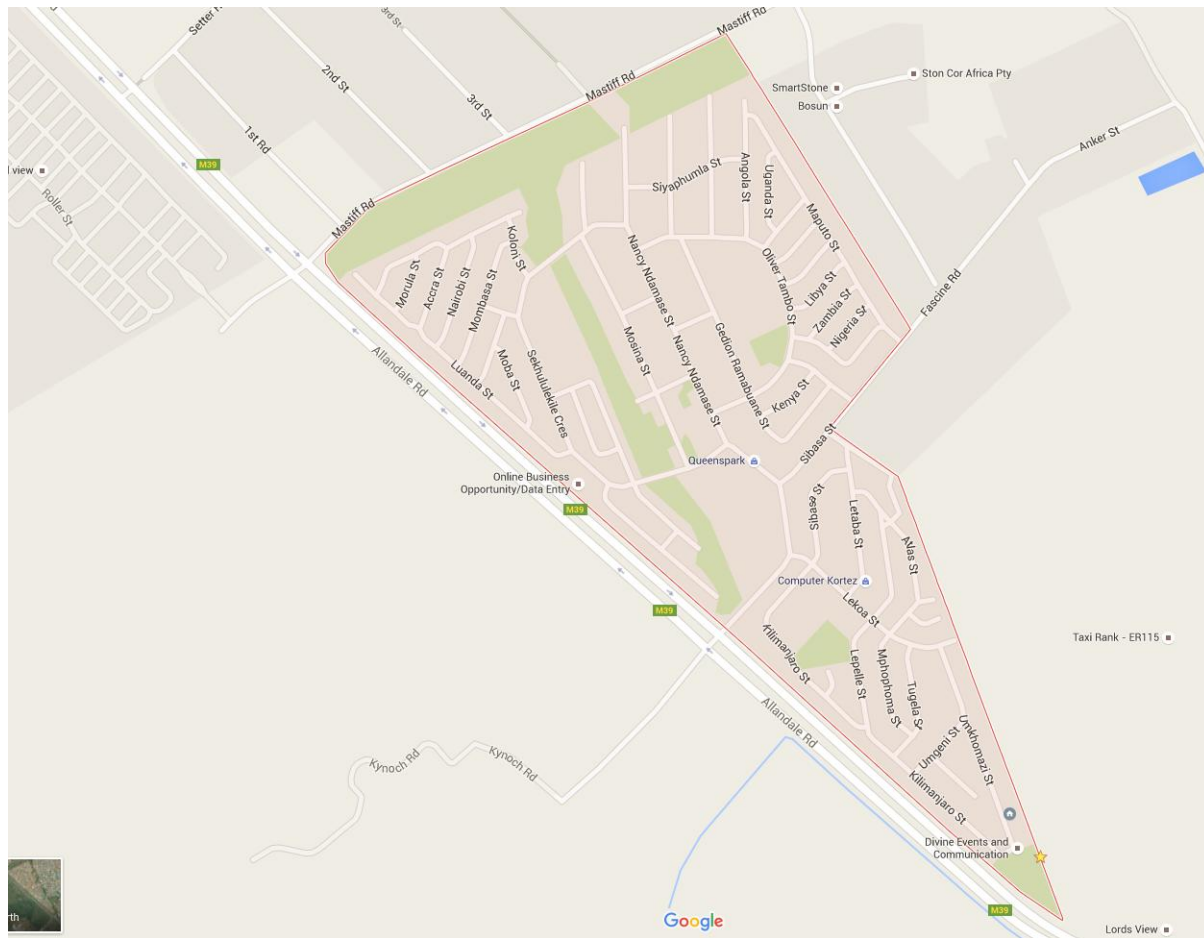 Mastiff Rd
2nd St
3rd St
Mastiff Rd
SmartStone
Bosun
Ston Cor Africa Pty
1st Rd
Anker St
M39
Roller St
Mastiff Rd
Siyaphumla St
Angola St
Uganda St
Maputo St
Koloni St
Morula St
Accra St
Nairobi St
Mombasa St
Nancy Ndamase St
Oliver Tambo St
Libya St
Zambia St
Nigeria St
Fascine Rd
Allandale Rd
Luanda St
Moba St
Sekhululekile Cres
Mosina St
Nancy Ndamase St
Gedion Ramabuane St
Kenya St
Sibasa St
Queenspark
Online Business
Opportunity/Data Entry
M39
Sibase St
Letaba St
Atlas St
Computer Kortez
Lekoa St
M39
Kilimanjaro St
Lepelle St
Mphophoma St
Tugela St
Taxi Rank - ER115
Allandale Rd
Umgeni St
Umkhomazi St
Kynoch Rd
Kynoch Rd
Kilimanjaro St
Divine Events and
Communication
Google
M39
Lords View